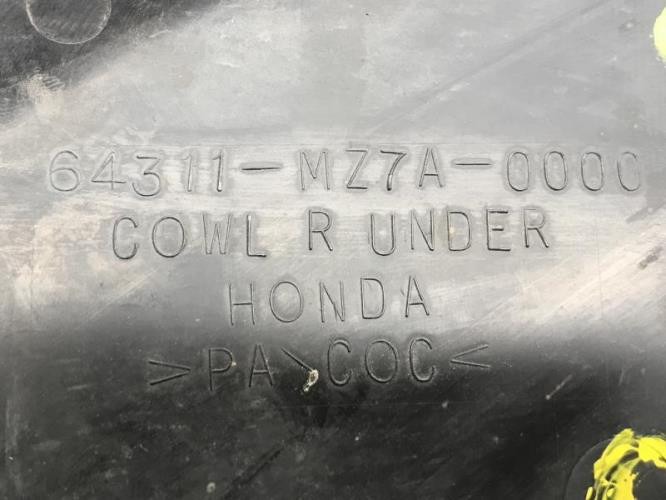 64311-MZ7A-0000
COWL R UNDER
HONDA
>PA>COC<